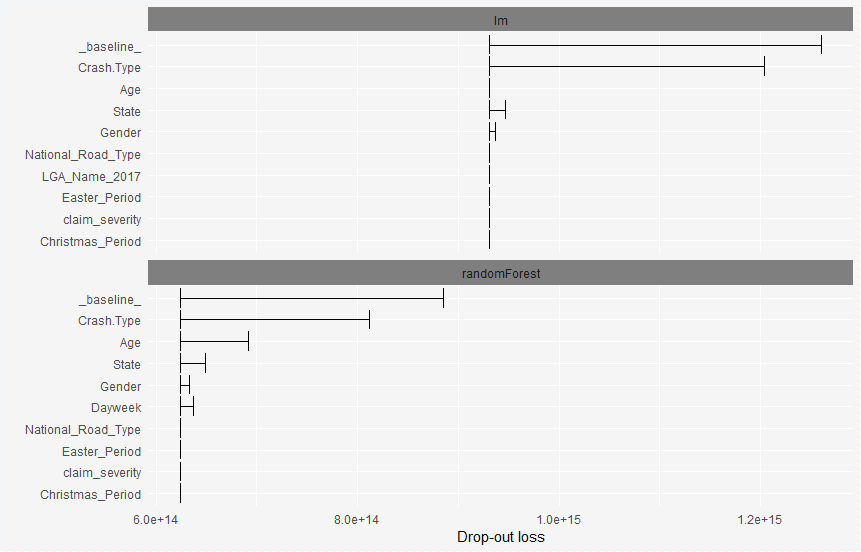 lm
_baseline_
Crash.Type
Age
State
Gender
National_Road_Type
LGA_Name_2017
Easter_Period
claim_severity
Christmas_Period
randomForest
_baseline_
Crash.Type
Age
State
Gender
Dayweek
National_Road_Type
Easter_Period
claim_severity
Christmas_Period
6.0e+14 8.0e+14 1.0e+15 1.2e+15
Drop-out loss